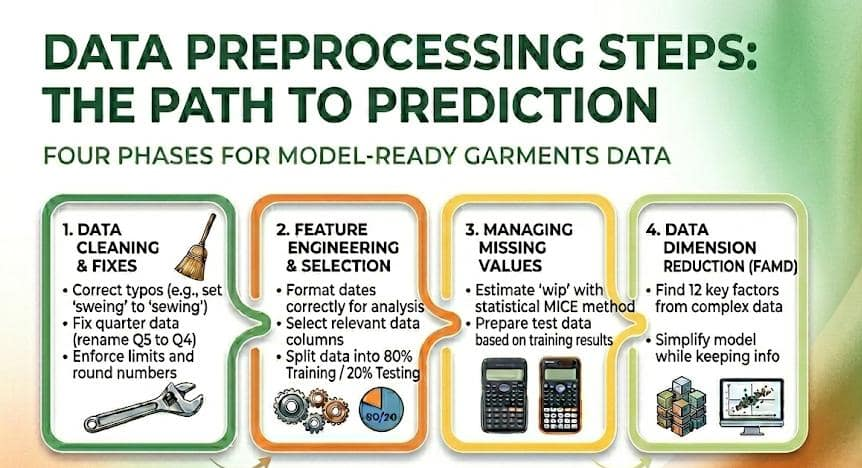 DATA PREPROCESSING STEPS:
THE PATH TO PREDICTION
FOUR PHASES FOR MODEL-READY GARMENTS DATA
1. DATA
CLEANING
& FIXES
• Correct typos (e.g., set
'sweing' to 'sewing')
• Fix quarter data
(rename Q5 to Q4)
• Enforce limits and
round numbers
2. FEATURE
ENGINEERING
& SELECTION
• Format dates
correctly for analysis
• Select relevant data
columns
• Split data into 80%
Training / 20% Testing
80/20
3. MANAGING
MISSING
VALUES
• Estimate 'wip' with
statistical MICE method
• Prepare test data
based on training results
4. DATA
DIMENSION
REDUCTION (FAMD)
• Find 12 key factors
from complex data
• Simplify model
while keeping info